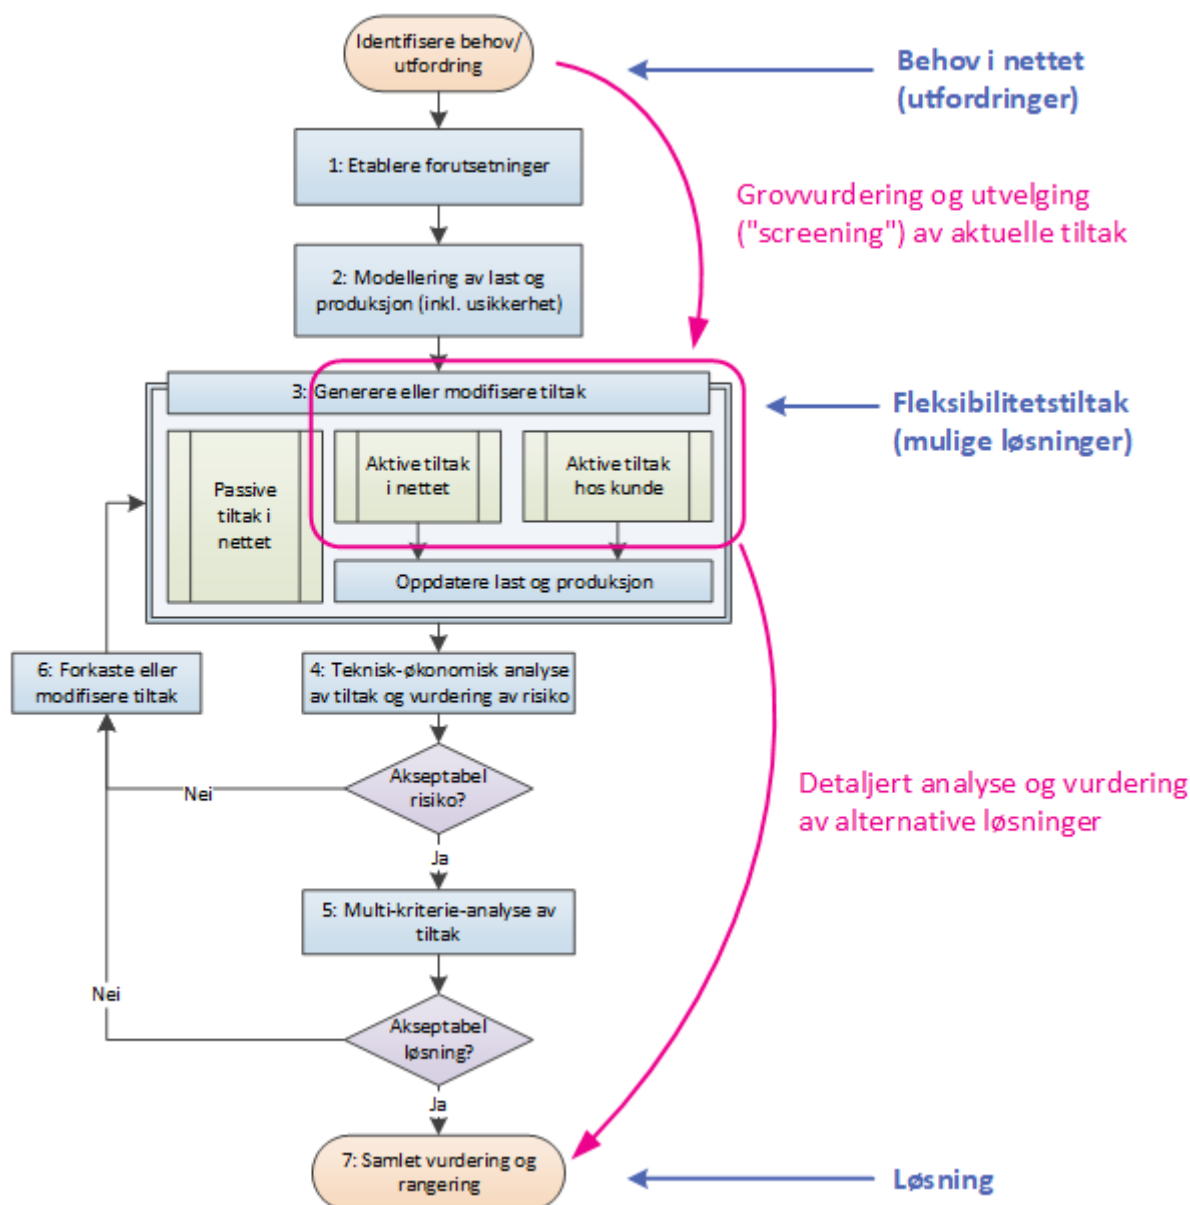 Identifisere behov/
utfordring
Behov i nettet
(utfordringer)
1: Etablere forutsetninger
Grovvurdering og utvelging
("screening") av aktuelle tiltak
2: Modellering av last og
produksjon (inkl. usikkerhet)
3: Generere eller modifisere tiltak
Fleksibilitetstiltak
(mulige løsninger)
Passive
tiltak i
nettet
Aktive tiltak
i nettet
Aktive tiltak
hos kunde
Oppdatere last og produksjon
6: Forkaste eller
modifisere tiltak
4: Teknisk-økonomisk analyse
av tiltak og vurdering av risiko
Akseptabel
risiko?
Nei
Detaljert analyse og vurdering
av alternative løsninger
Ja
5: Multi-kriterie-analyse av
tiltak
Nei
Akseptabel
løsning?
Ja
7: Samlet vurdering og
rangering
Løsning